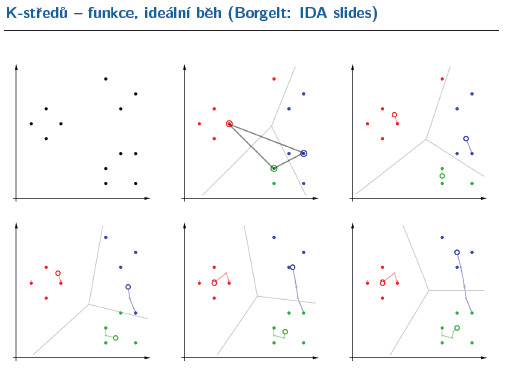 K-středů – funkce, ideální běh (Borgelt: IDA slides)